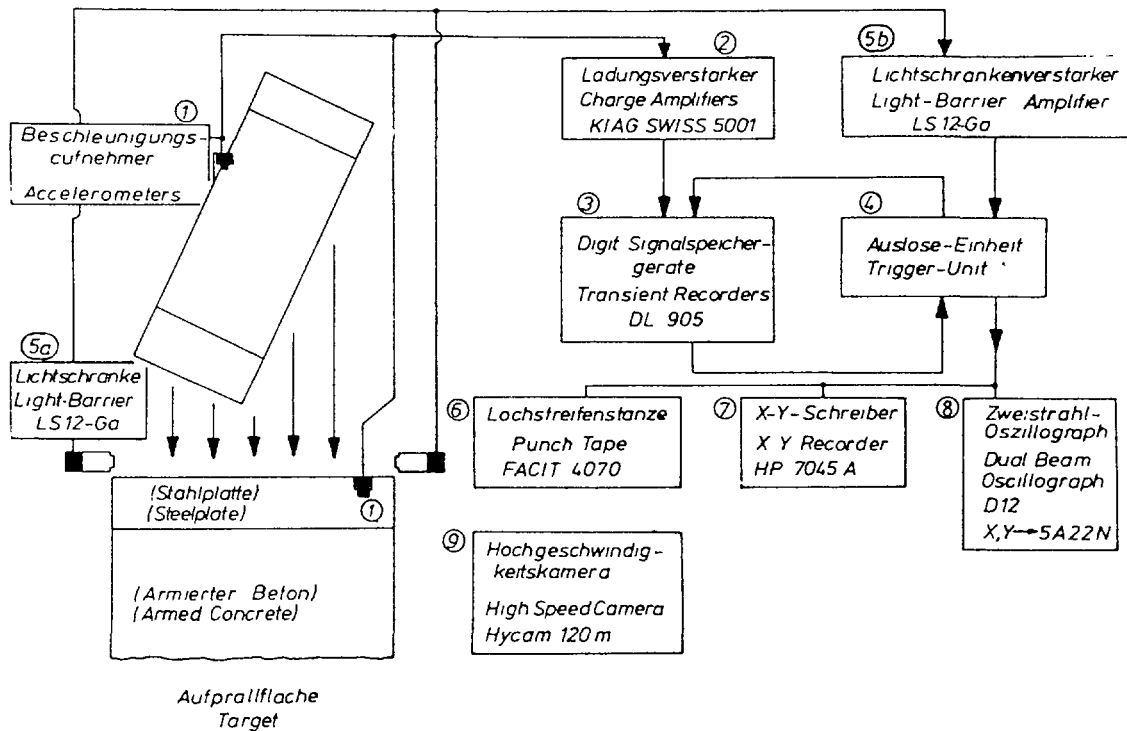 ①
Beschleunigungs-
cufnehmer
Accelerometers
②
Ladungsverstarker
Charge Amplifiers
KIAG SWISS 5001
5b
Lichtschrankenverstarker
Light-Barrier Amplifier
LS 12-Ga
③
Digit Signalspeicher-
gerate
Transient Recorders
DL 905
④
Auslose-Einheit
Trigger-Unit
5a
Lichtschranke
Light-Barrier
LS 12-Ga
⑥
Lochstreifenstanze
Punch Tape
FACIT 4070
⑦
X-Y-Schreiber
X Y Recorder
HP 7045 A
⑧
Zweistrahl-
Oszillograph
Dual Beam
Oscillograph
D12
X,Y→5A22N
(Stahlplatte)
(Steelplate)
①
(Armierter Beton)
(Armed Concrete)
⑨
Hochgeschwindig-
keitskamera
High Speed Camera
Hycam 120 m
Aufprallflache
Target